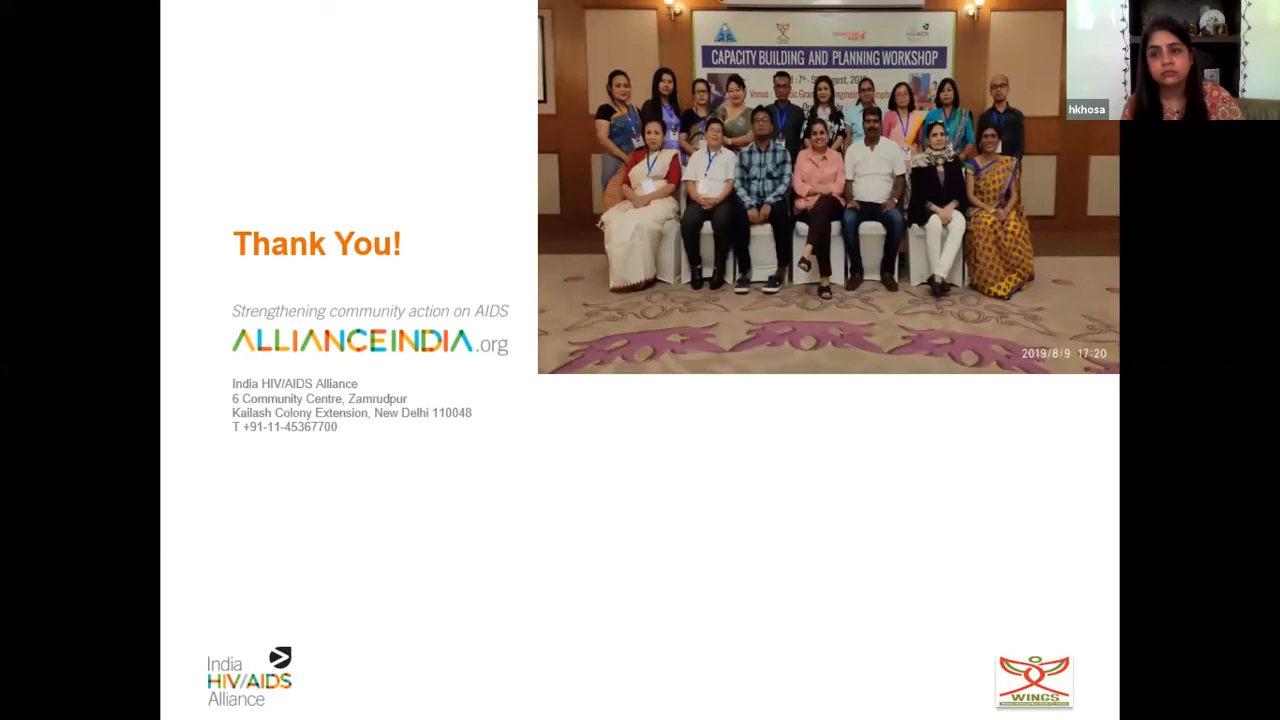 CAPACITY BUILDING AND PLANNING WORKSHOP
hkhosa
Thank You!
Strengthening community action on AIDS
ALLIANCEINDIA.org
2019/8/9 17:20
India HIV/AIDS Alliance
6 Community Centre, Zamrudpur
Kailash Colony Extension, New Delhi 110048
T +91-11-45367700
India
HIV/AIDS
Alliance
WINGS